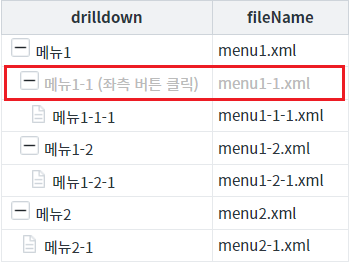 drilldown fileName
메뉴1 menu1.xml
메뉴1-1 (좌측 버튼 클릭) menu1-1.xml
메뉴1-1-1 menu1-1-1.xml
메뉴1-2 menu1-2.xml
메뉴1-2-1 menu1-2-1.xml
메뉴2 menu2.xml
메뉴2-1 menu2-1.xml